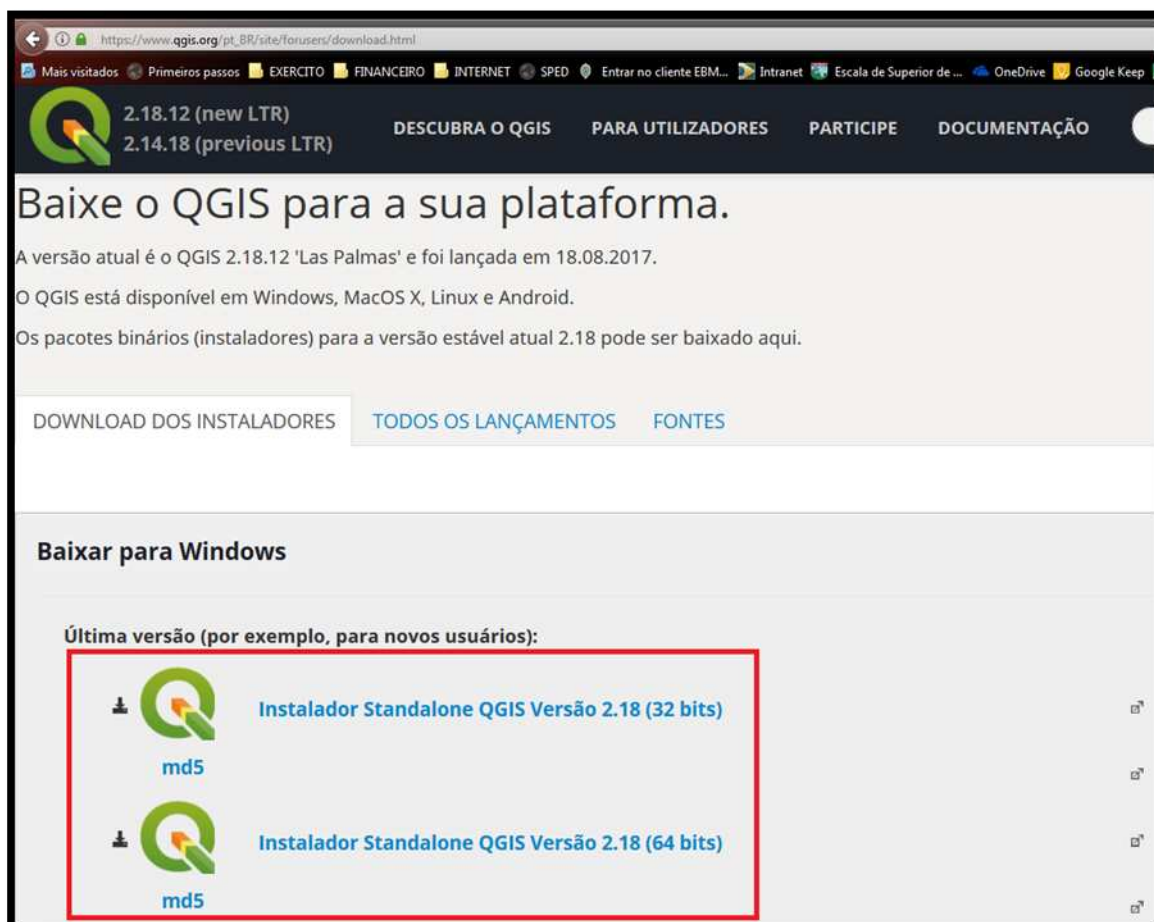 https://www.qgis.org/pt_BR/site/forusers/download.html
Mais visitados Primeiros passos EXERCITO FINANCEIRO INTERNET SPED Entrar no cliente EBM... Intranet Escala de Superior de ... OneDrive Google Keep
2.18.12 (new LTR)
2.14.18 (previous LTR)
DESCUBRA O QGIS PARA UTILIZADORES PARTICIPE DOCUMENTAÇÃO
Baixe o QGIS para a sua plataforma.
A versão atual é o QGIS 2.18.12 'Las Palmas' e foi lançada em 18.08.2017.
O QGIS está disponível em Windows, MacOS X, Linux e Android.
Os pacotes binários (instaladores) para a versão estável atual 2.18 pode ser baixado aqui.
DOWNLOAD DOS INSTALADORES TODOS OS LANÇAMENTOS FONTES
Baixar para Windows
Última versão (por exemplo, para novos usuários):
Instalador Standalone QGIS Versão 2.18 (32 bits)
md5
Instalador Standalone QGIS Versão 2.18 (64 bits)
md5